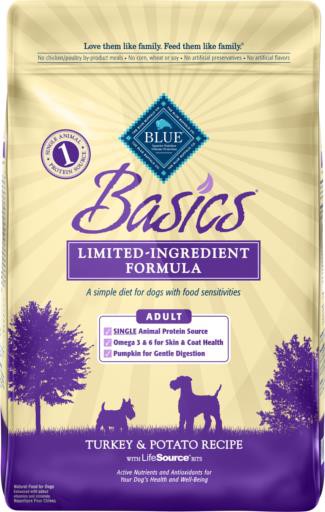 Love them like family. Feed them like family.®
No chicken/poultry by-product meals • No corn, wheat or soy • No artificial preservatives • No artificial flavors
SINGLE ANIMAL
1
PROTEIN SOURCE
BLUE
Basics
LIMITED-INGREDIENT
FORMULA
A simple diet for dogs with food sensitivities
ADULT
SINGLE Animal Protein Source
Omega 3 & 6 for Skin & Coat Health
Pumpkin for Gentle Digestion
TURKEY & POTATO RECIPE
WITH LifeSource® BITS
Active Nutrients and Antioxidants for
Your Dog's Health and Well-Being
Natural Food for Dogs